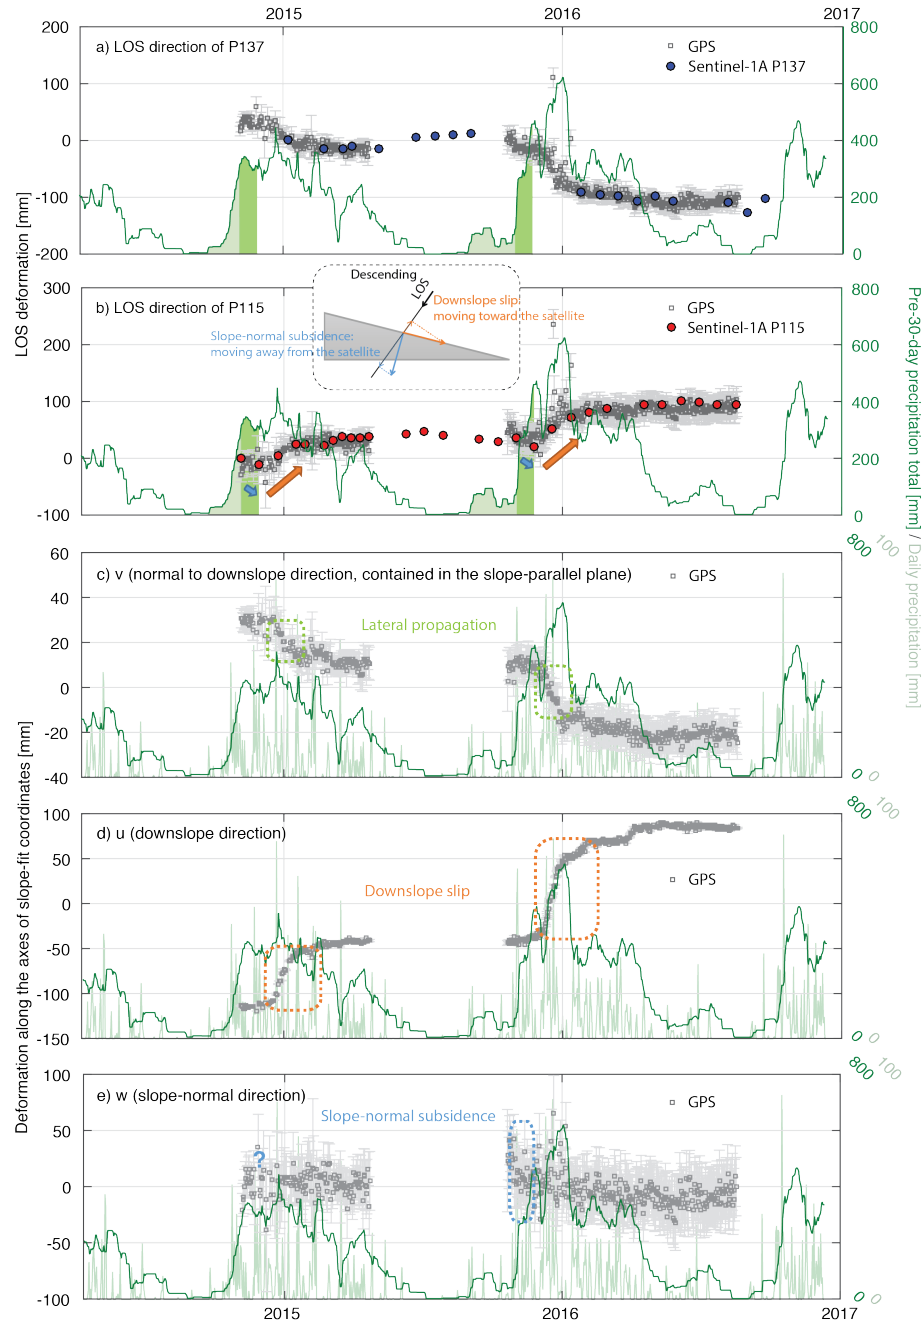 2015 2016 2017
200 800
a) LOS direction of P137
GPS
Sentinel-1A P137
100 600
0 400
-100 200
-200 0
LOS deformation [mm]
300 800
b) LOS direction of P115
Descending
LOS
Downslope slip:
moving toward the satellite
Slope-normal subsidence:
moving away from the satellite
GPS
Sentinel-1A P115
200 600
100 400
0 200
-100 0
Pre-30-day precipitation total [mm] / Daily precipitation [mm]
800 100
60
c) v (normal to downslope direction, contained in the slope-parallel plane)
GPS
40
Lateral propagation
20
0
-20
-40
0 0
Deformation along the axes of slope-fit coordinates [mm]
800 100
100
d) u (downslope direction)
50
GPS
Downslope slip
0
-50
-100
-150
0 0
800 100
100
e) w (slope-normal direction)
GPS
Slope-normal subsidence
50
?
0
-50
-100
0 0
2015 2016 2017